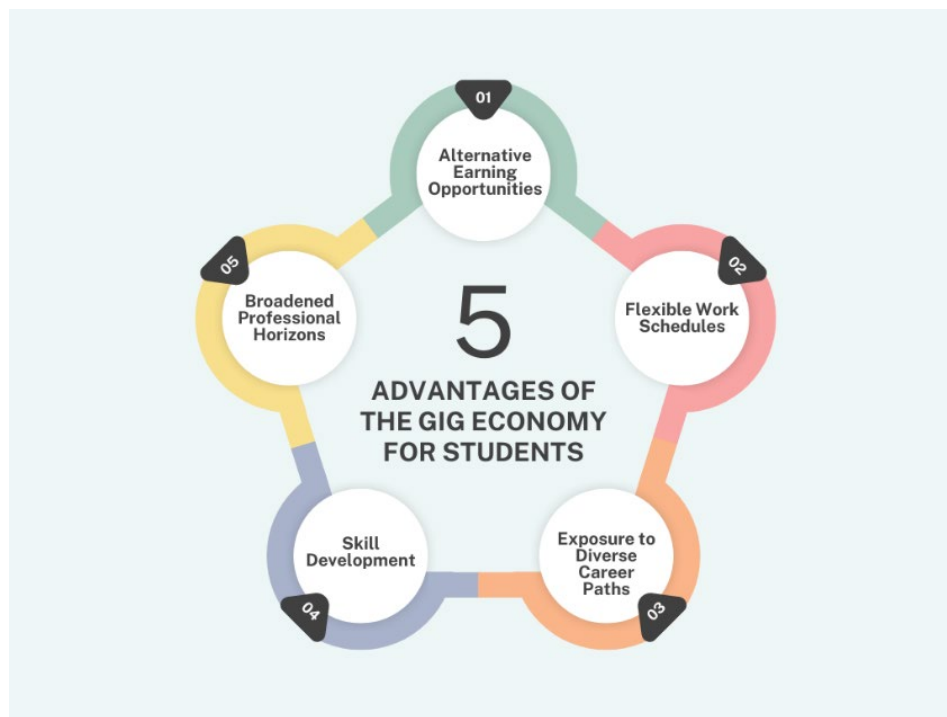 01
Alternative
Earning
Opportunities
02
Flexible Work
Schedules
03
Exposure to
Diverse
Career
Paths
04
Skill
Development
05
Broadened
Professional
Horizons
5
ADVANTAGES OF
THE GIG ECONOMY
FOR STUDENTS